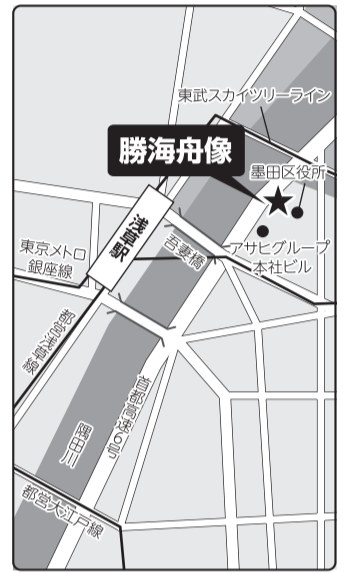 東武スカイツリーライン
勝海舟像
墨田区役所
浅草駅
吾妻橋
アサヒグループ
本社ビル
東京メトロ
銀座線
都営浅草線
首都高速6号
隅田川
都営大江戸線